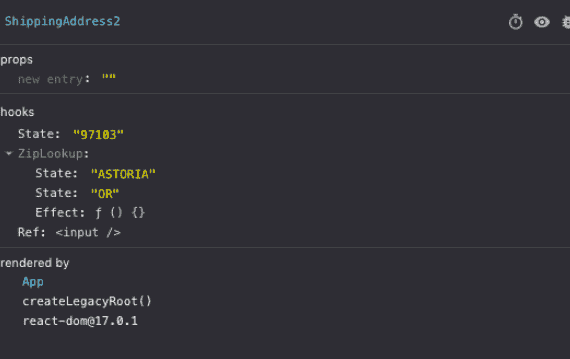 ShippingAddress2
props
new entry: ""
hooks
State: "97103"
ZipLookup:
State: "ASTORIA"
State: "OR"
Effect: ƒ () {}
Ref: <input />
rendered by
App
createLegacyRoot()
react-dom@17.0.1